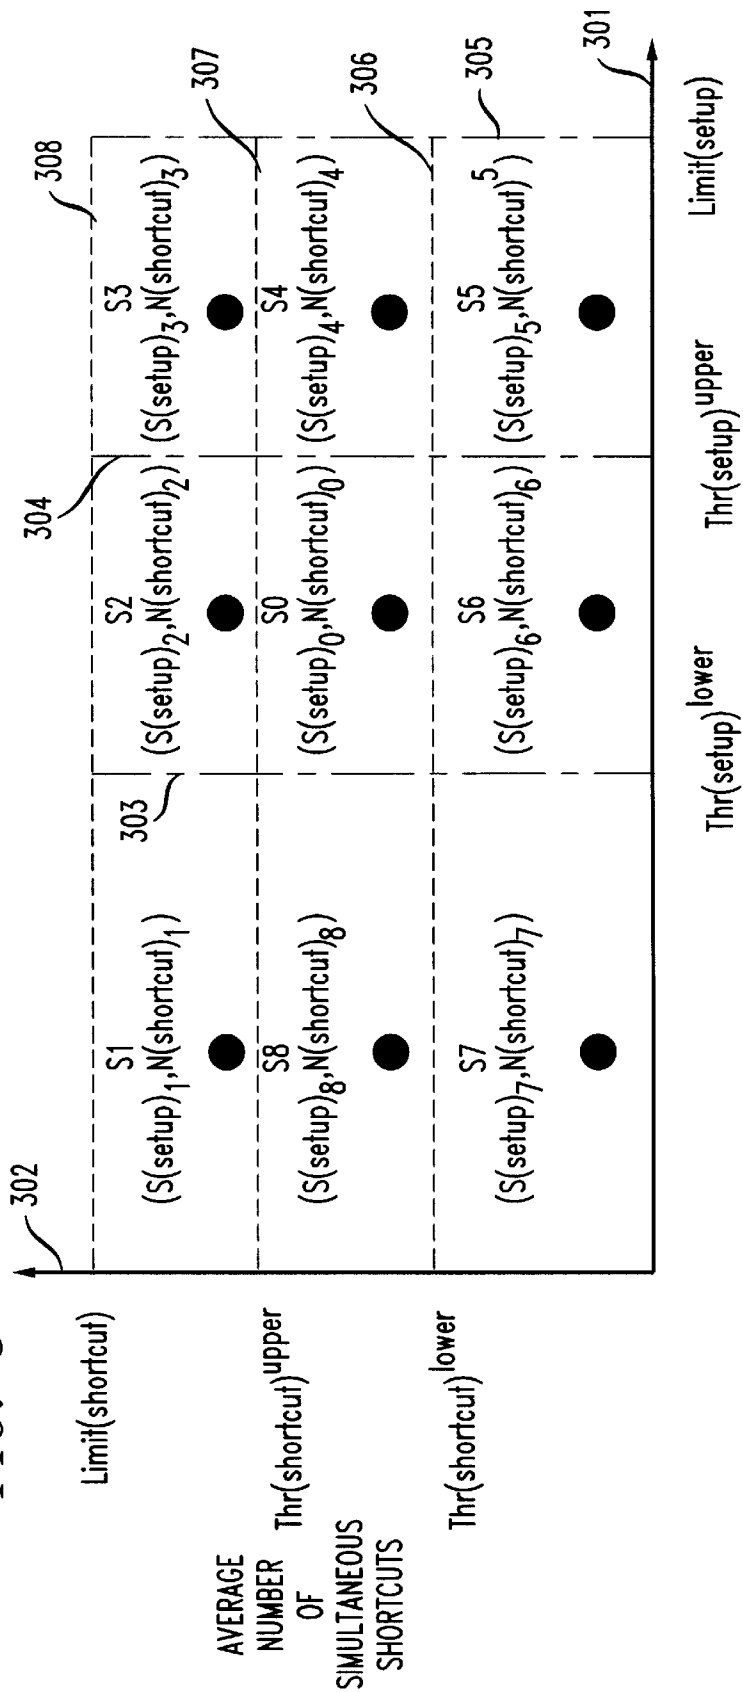 302
308
304
307
306
305
301
303
Limit(shortcut)
S1
(S(setup)1,N(shortcut)1)
S2
(S(setup)2,N(shortcut)2)
S3
(S(setup)3,N(shortcut)3)
AVERAGE
NUMBER
OF
SIMULTANEOUS
SHORTCUTS
Thr(shortcut)upper
S8
(S(setup)8,N(shortcut)8)
S0
(S(setup)0,N(shortcut)0)
S4
(S(setup)4,N(shortcut)4)
Thr(shortcut)lower
S7
(S(setup)7,N(shortcut)7)
S6
(S(setup)6,N(shortcut)6)
S5
(S(setup)5,N(shortcut)5)
Thr(setup)lower
Thr(setup)upper
Limit(setup)